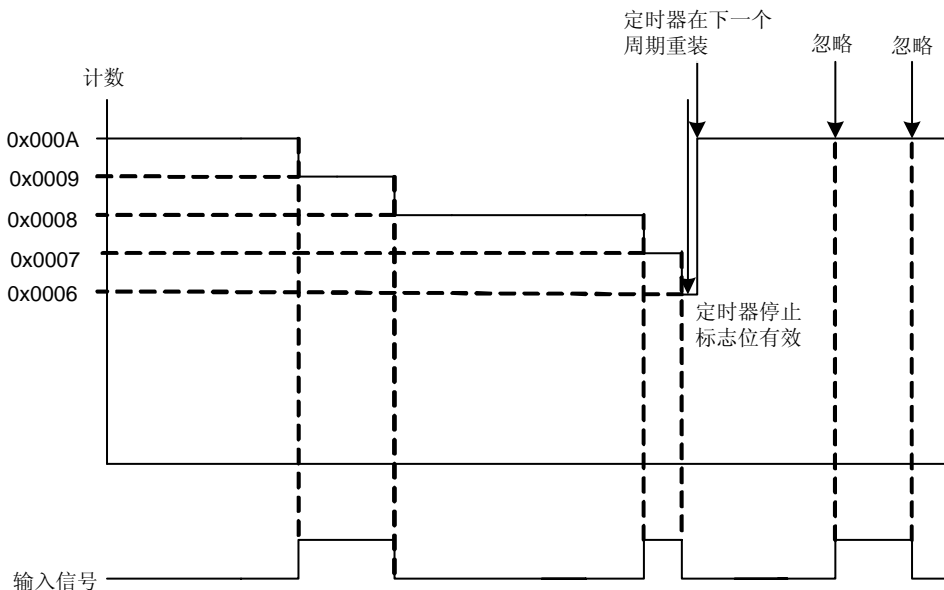 定时器在下一个
周期重装
忽略
忽略
计数
0x000A
0x0009
0x0008
0x0007
0x0006
定时器停止
标志位有效
输入信号